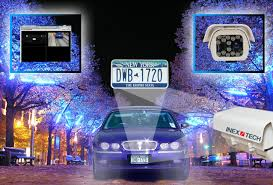 NEW YORK
DWB 1720
THE EMPIRE STATE
INEX TECH